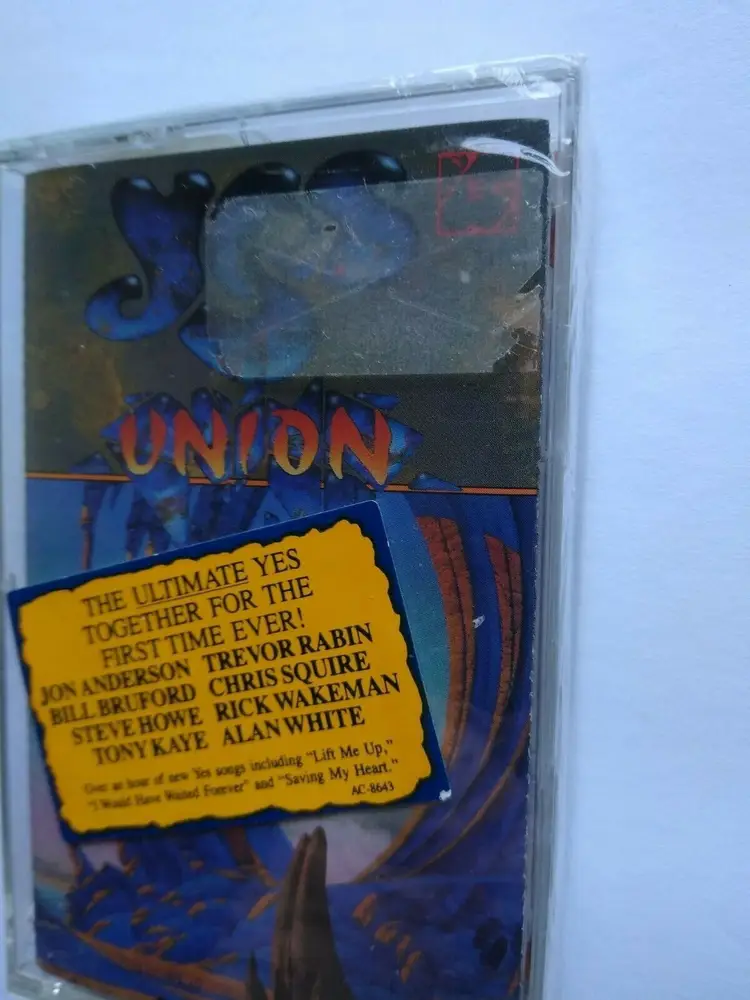 YES
UNION
THE ULTIMATE YES
TOGETHER FOR THE
FIRST TIME EVER!
JON ANDERSON TREVOR RABIN
BILL BRUFORD CHRIS SQUIRE
STEVE HOWE RICK WAKEMAN
TONY KAYE ALAN WHITE
Over an hour of new Yes songs including "Lift Me Up,"
"I Would Have Waited Forever" and "Saving My Heart."
AC-8643